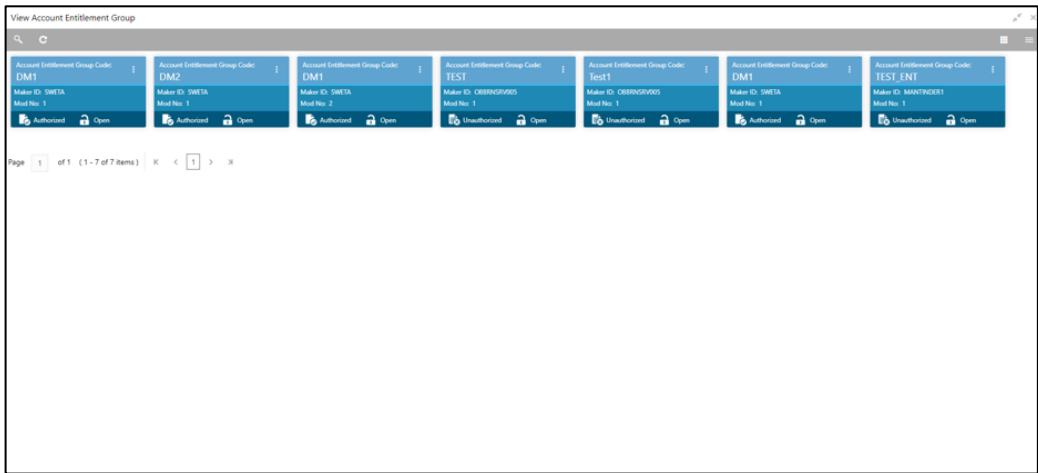 View Account Entitlement Group
Account Entitlement Group Code:
DM1
Maker ID: SWETA
Mod No: 1
Authorized Open
Account Entitlement Group Code:
DM2
Maker ID: SWETA
Mod No: 1
Authorized Open
Account Entitlement Group Code:
DM1
Maker ID: SWETA
Mod No: 2
Authorized Open
Account Entitlement Group Code:
TEST
Maker ID: OBBRNSRV005
Mod No: 1
Unauthorized Open
Account Entitlement Group Code:
Test1
Maker ID: OBBRNSRV005
Mod No: 1
Unauthorized Open
Account Entitlement Group Code:
DM1
Maker ID: SWETA
Mod No: 1
Authorized Open
Account Entitlement Group Code:
TEST_ENT
Maker ID: MANTINDER1
Mod No: 1
Unauthorized Open
Page 1 of 1 (1 - 7 of 7 items) 1